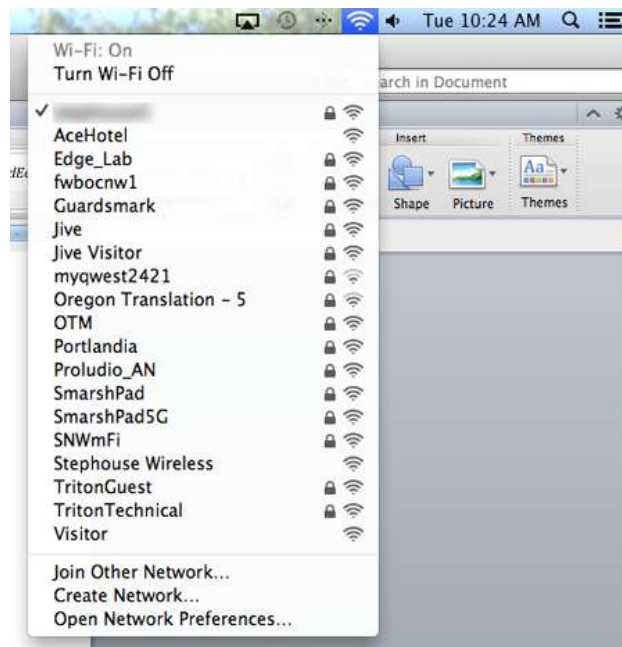 Tue 10:24 AM
Wi-Fi: On
Turn Wi-Fi Off
arch in Document
AceHotel
Insert
Themes
Edge_Lab
fwbocnw1
Guardsmark
Shape
Picture
Themes
Jive
Jive Visitor
myqwest2421
Oregon Translation - 5
OTM
Portlandia
Proludio_AN
SmarshPad
SmarshPad5G
SNWmFi
Stephouse Wireless
TritonGuest
TritonTechnical
Visitor
Join Other Network...
Create Network...
Open Network Preferences...